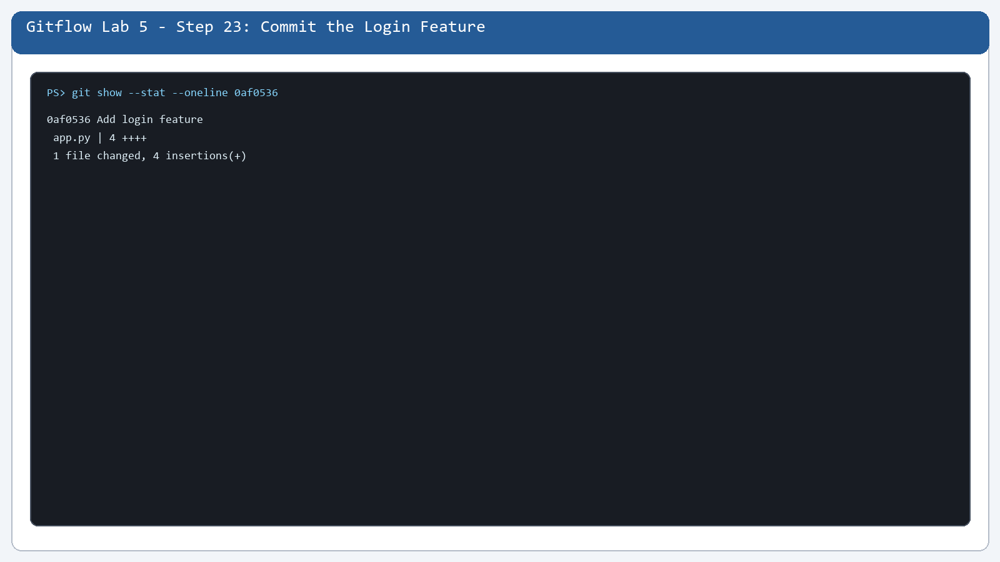 Gitflow Lab 5 - Step 23: Commit the Login Feature
PS> git show --stat --oneline 0af0536
0af0536 Add login feature
 app.py | 4 ++++
 1 file changed, 4 insertions(+)